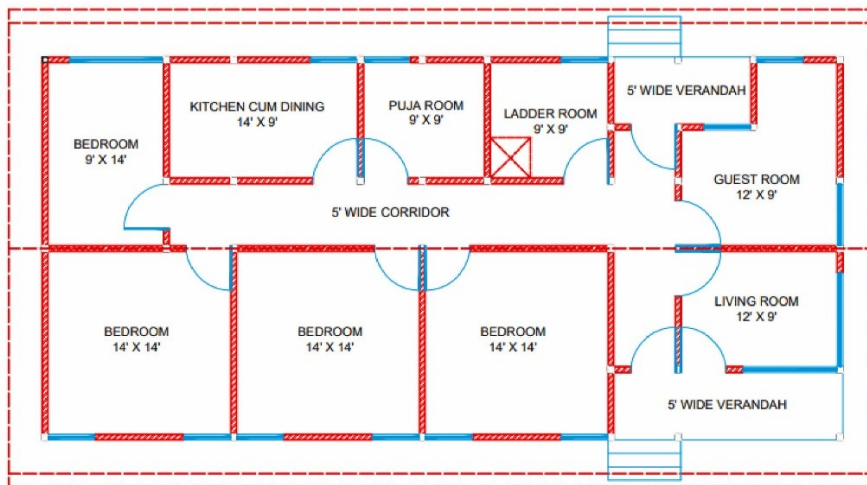 KITCHEN CUM DINING
14' X 9'
PUJA ROOM
9' X 9'
LADDER ROOM
9' X 9'
5' WIDE VERANDAH
BEDROOM
9' X 14'
GUEST ROOM
12' X 9'
5' WIDE CORRIDOR
LIVING ROOM
12' X 9'
BEDROOM
14' X 14'
BEDROOM
14' X 14'
BEDROOM
14' X 14'
5' WIDE VERANDAH